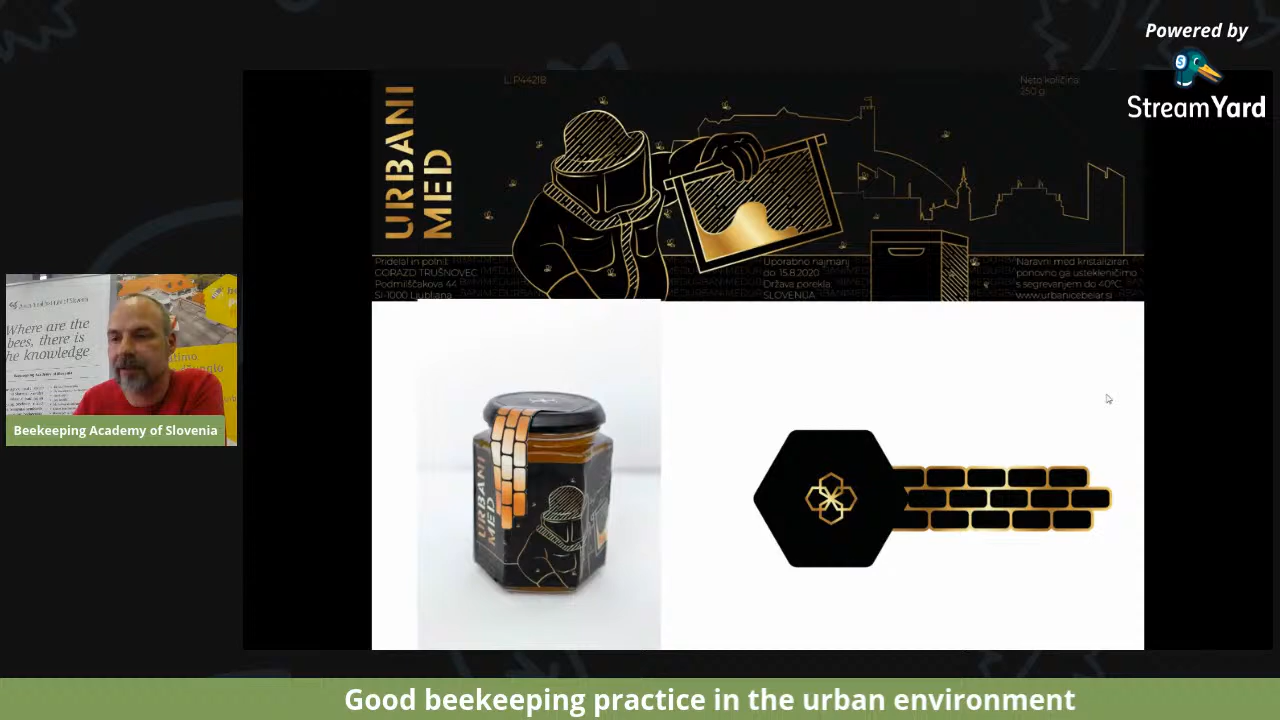 Powered by
StreamYard
URBANI
MED
L: P44218
Neto količina:
250 g
Pridelal in polnil:
GORAZD TRUŠNOVEC
Podmilščakova 44
SI-1000 Ljubljana
Uporabno najmanj
do 15.8.2020
Država porekla:
SLOVENIJA
Naravni med kristalizira
ponovno ga utekleničimo
s segrevanjem do 40°C
www.urbanicebelar.si
Where are the
bees, there is
he knowledge
Beekeeping Academy of Slovenia
URBANI
MED
Good beekeeping practice in the urban environment